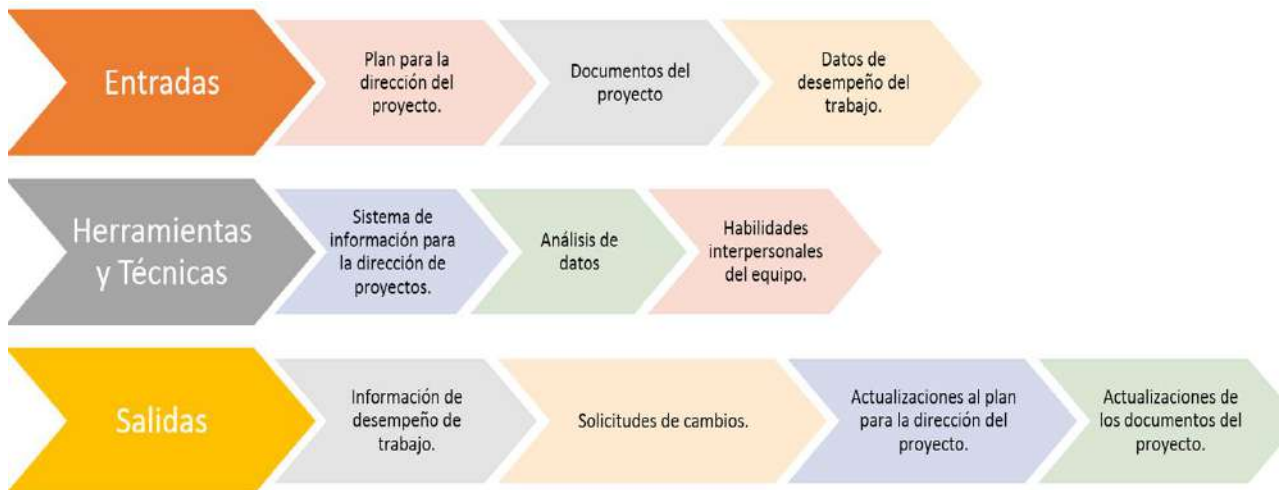 Entradas
Plan para la
dirección del
proyecto.
Documentos del
proyecto
Datos de
desempeño del
trabajo.
Herramientas
y Técnicas
Sistema de
información para
la dirección de
proyectos.
Análisis de
datos
Habilidades
interpersonales
del equipo.
Salidas
Información de
desempeño de
trabajo.
Solicitudes de cambios.
Actualizaciones al plan
para la dirección del
proyecto.
Actualizaciones de
los documentos del
proyecto.